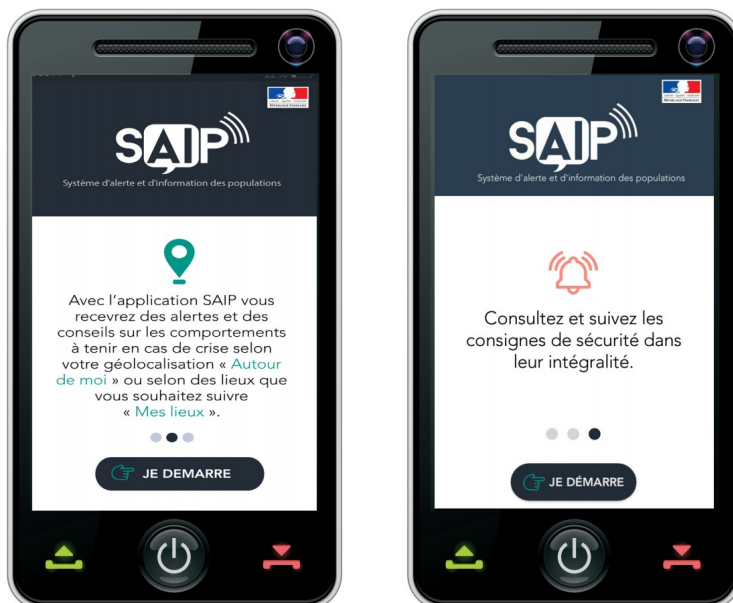 SAIP
Système d'alerte et d'information des populations
Avec l'application SAIP vous
recevrez des alertes et des
conseils sur les comportements
à tenir en cas de crise selon
votre géolocalisation « Autour
de moi » ou selon des lieux que
vous souhaitez suivre
« Mes lieux ».
JE DEMARRE
SAIP
Système d'alerte et d'information des populations
Consultez et suivez les
consignes de sécurité dans
leur intégralité.
JE DÉMARRE